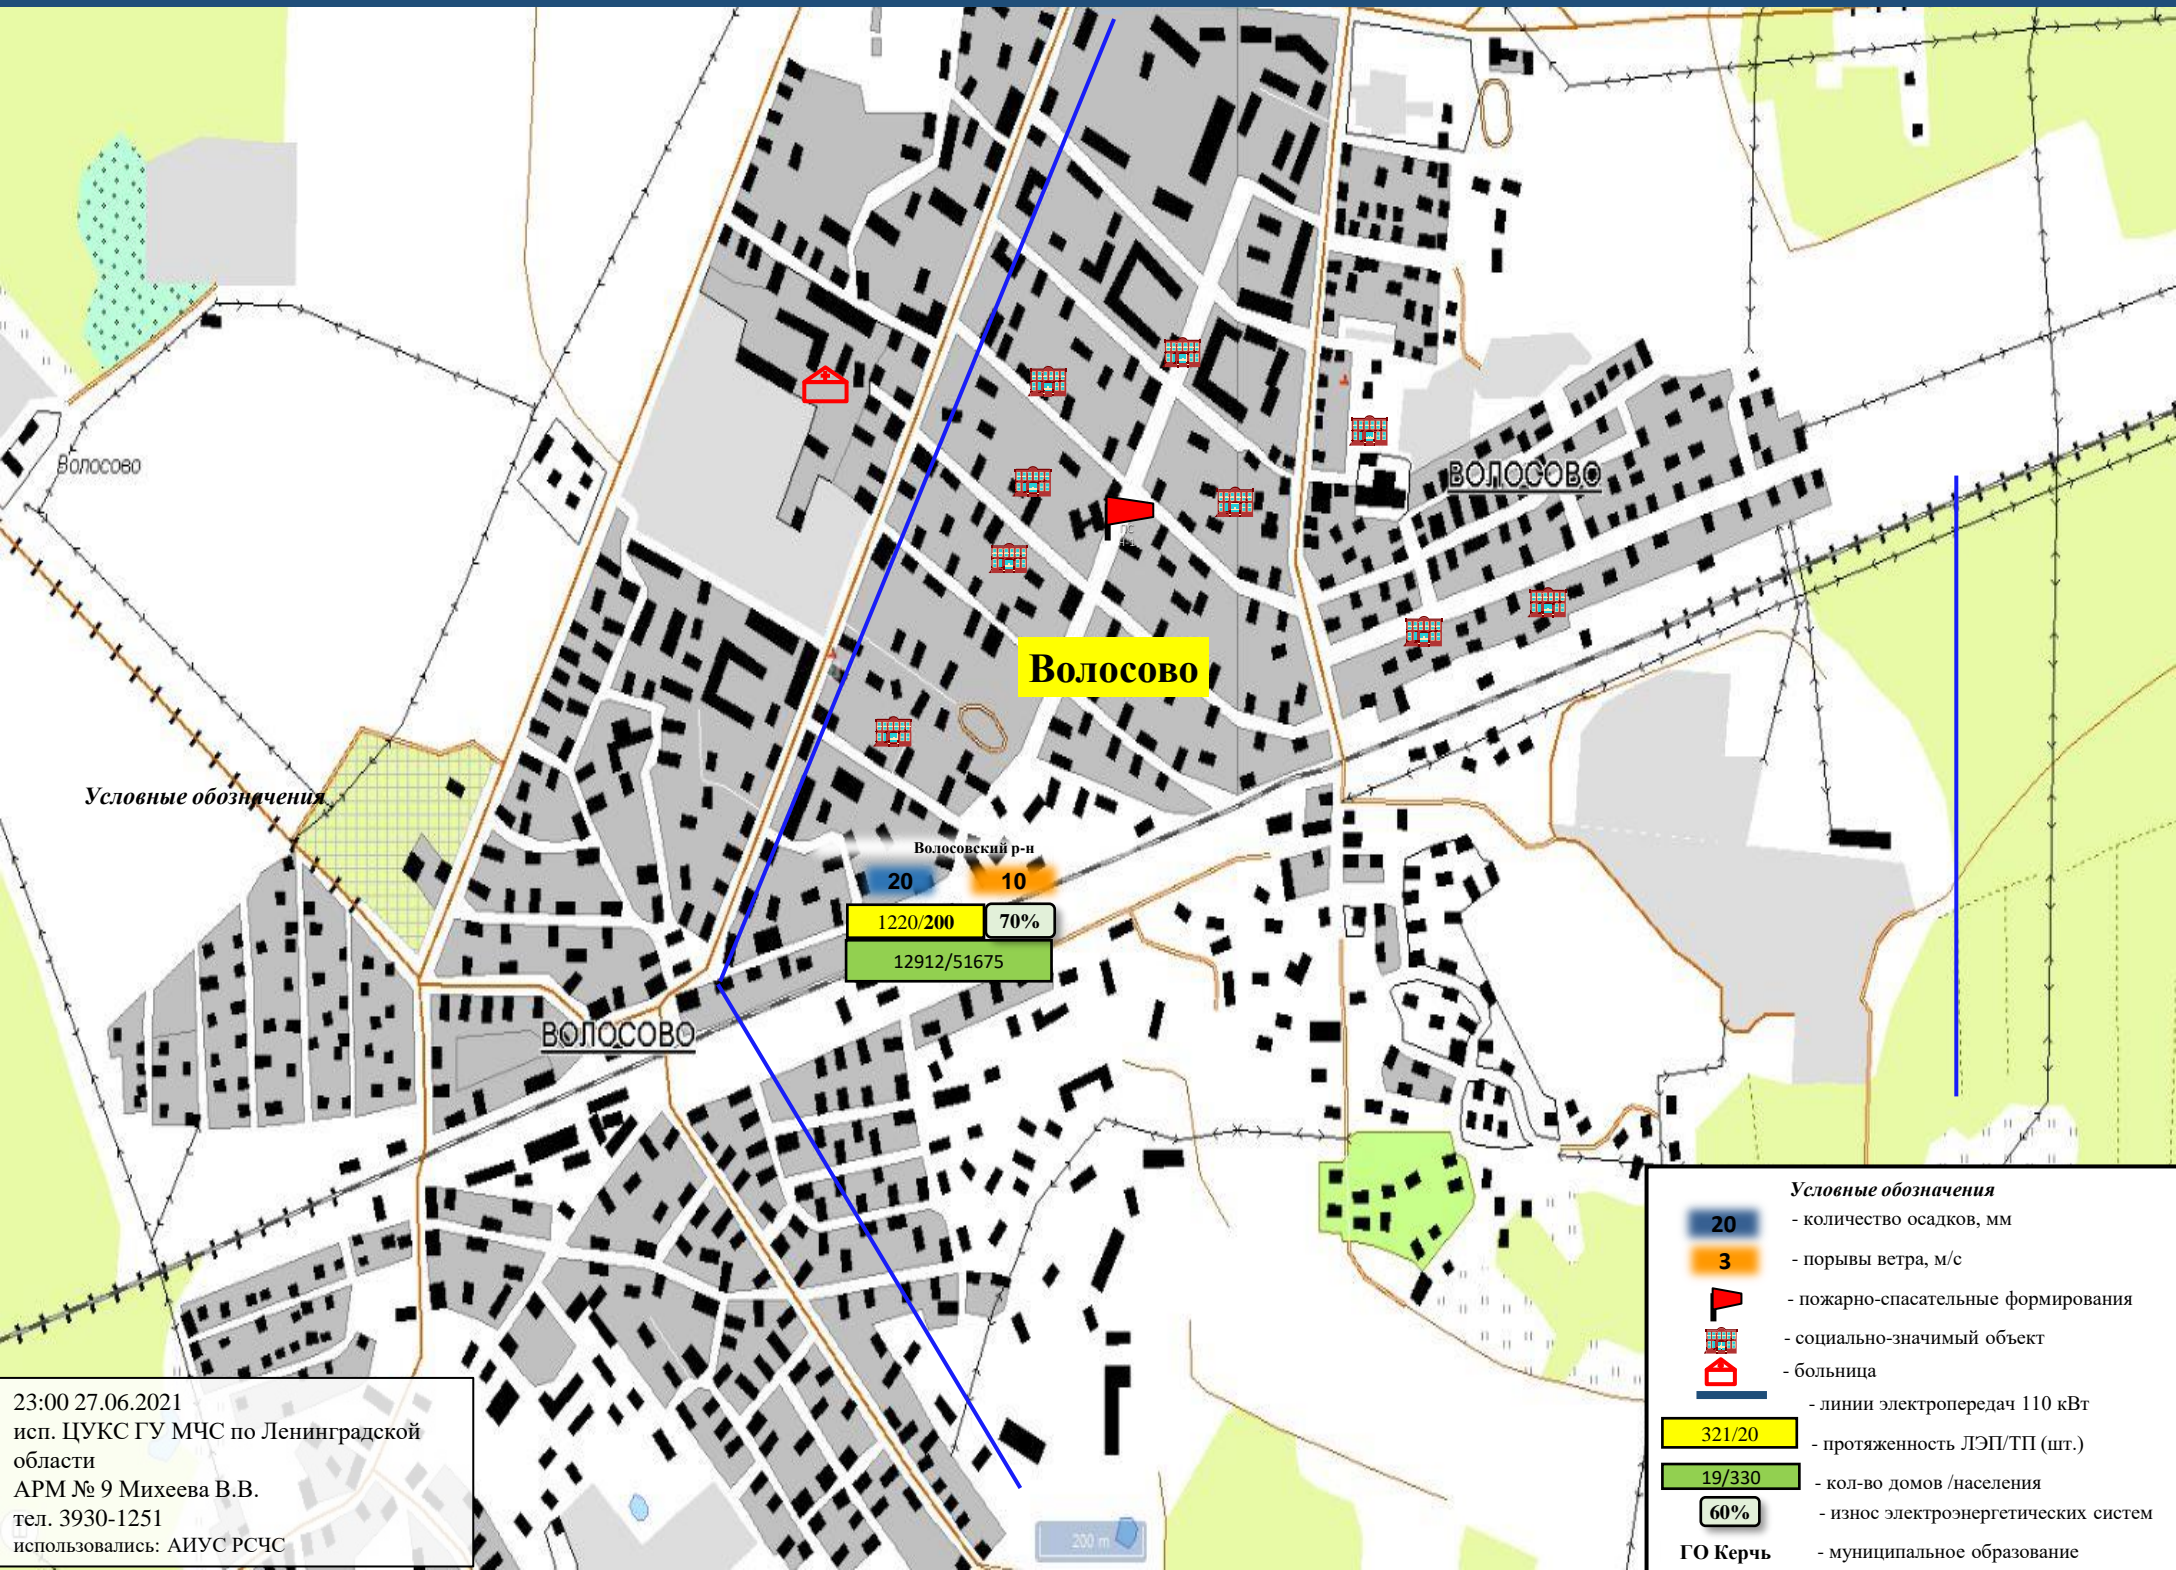 Волосово
ВОЛОСОВО
Волосово
Условные обозначения
Волосовский р-н
20
10
1220/200
70%
12912/51675
ВОЛОСОВО
Условные обозначения
20 - количество осадков, мм
3 - порывы ветра, м/с
- пожарно-спасательные формирования
- социально-значимый объект
- больница
- линии электропередач 110 кВт
321/20 - протяженность ЛЭП/ТП (шт.)
19/330 - кол-во домов /населения
60% - износ электроэнергетических систем
ГО Керчь - муниципальное образование
23:00 27.06.2021
исп. ЦУКС ГУ МЧС по Ленинградской
области
АРМ № 9 Михеева В.В.
тел. 3930-1251
использовались: АИУС РСЧС
200 m